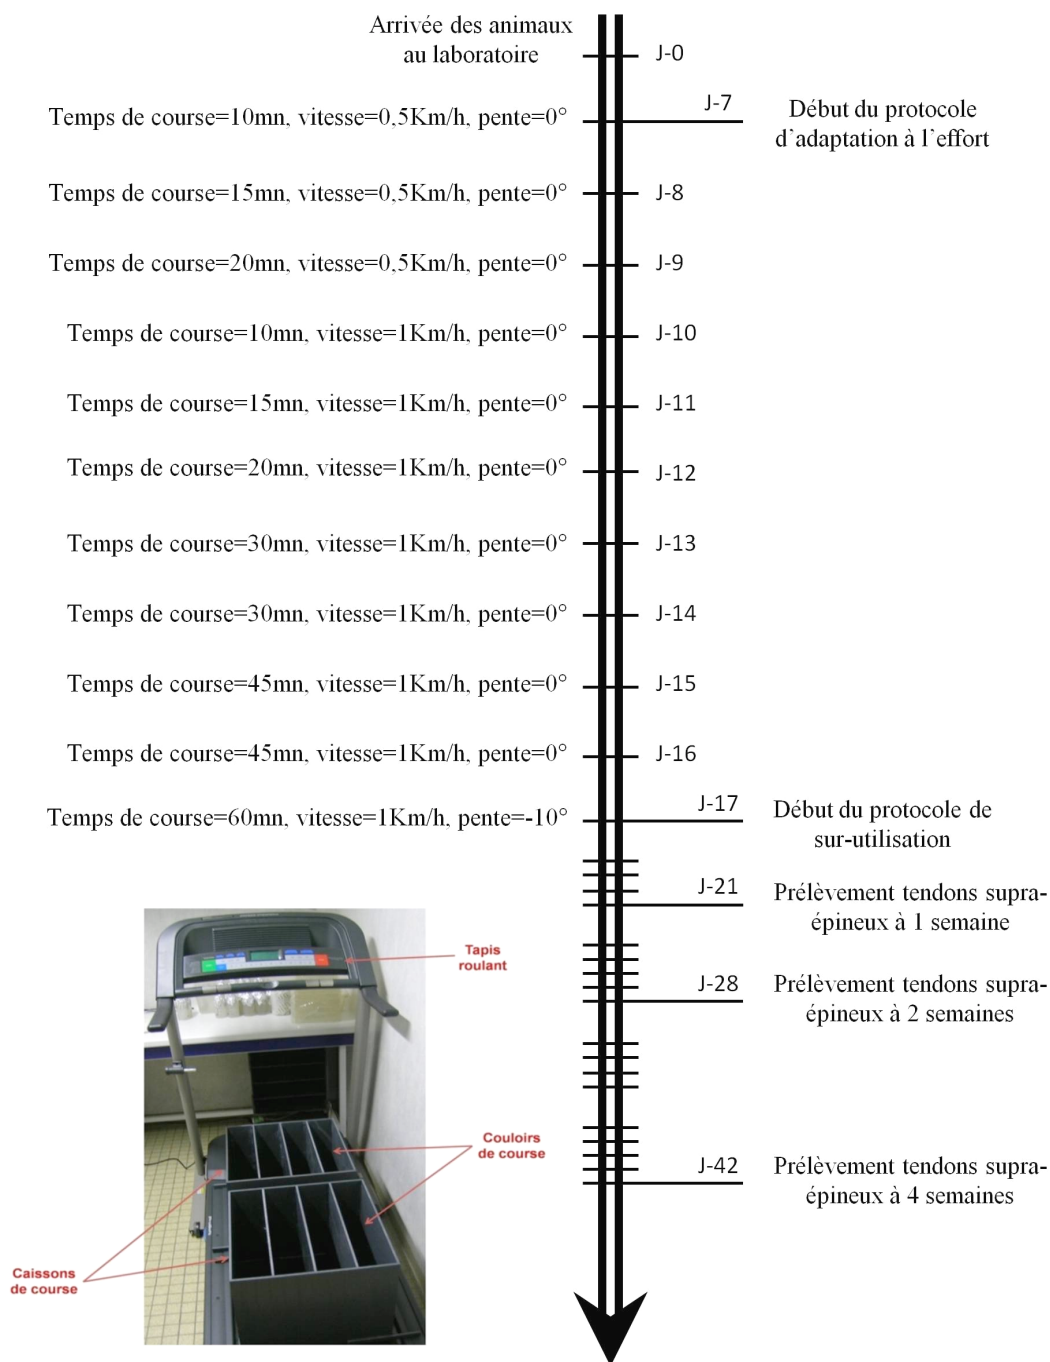 Arrivée des animaux
au laboratoire
J-0
Temps de course=10mn, vitesse=0,5Km/h, pente=0°
J-7
Début du protocole
d'adaptation à l'effort
Temps de course=15mn, vitesse=0,5Km/h, pente=0°
J-8
Temps de course=20mn, vitesse=0,5Km/h, pente=0°
J-9
Temps de course=10mn, vitesse=1Km/h, pente=0°
J-10
Temps de course=15mn, vitesse=1Km/h, pente=0°
J-11
Temps de course=20mn, vitesse=1Km/h, pente=0°
J-12
Temps de course=30mn, vitesse=1Km/h, pente=0°
J-13
Temps de course=30mn, vitesse=1Km/h, pente=0°
J-14
Temps de course=45mn, vitesse=1Km/h, pente=0°
J-15
Temps de course=45mn, vitesse=1Km/h, pente=0°
J-16
Temps de course=60mn, vitesse=1Km/h, pente=-10°
J-17
Début du protocole de
sur-utilisation
J-21
Prélèvement tendons supra-
épineux à 1 semaine
Tapis
roulant
J-28
Prélèvement tendons supra-
épineux à 2 semaines
Couloirs
de course
J-42
Prélèvement tendons supra-
épineux à 4 semaines
Caissons
de course